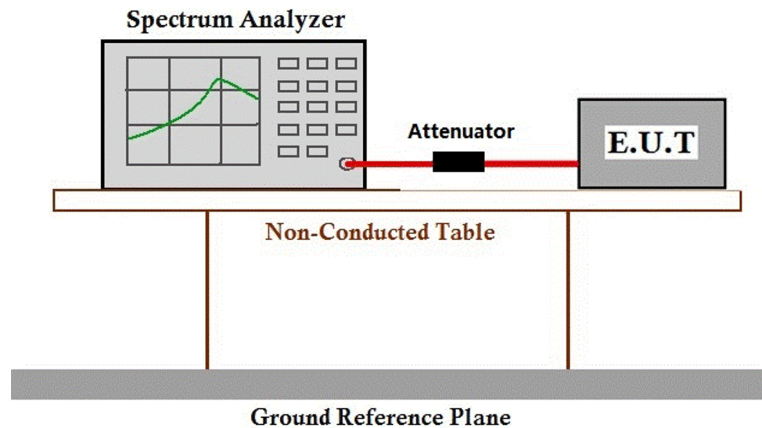 Spectrum Analyzer
Attenuator
E.U.T
Non-Conducted Table
Ground Reference Plane